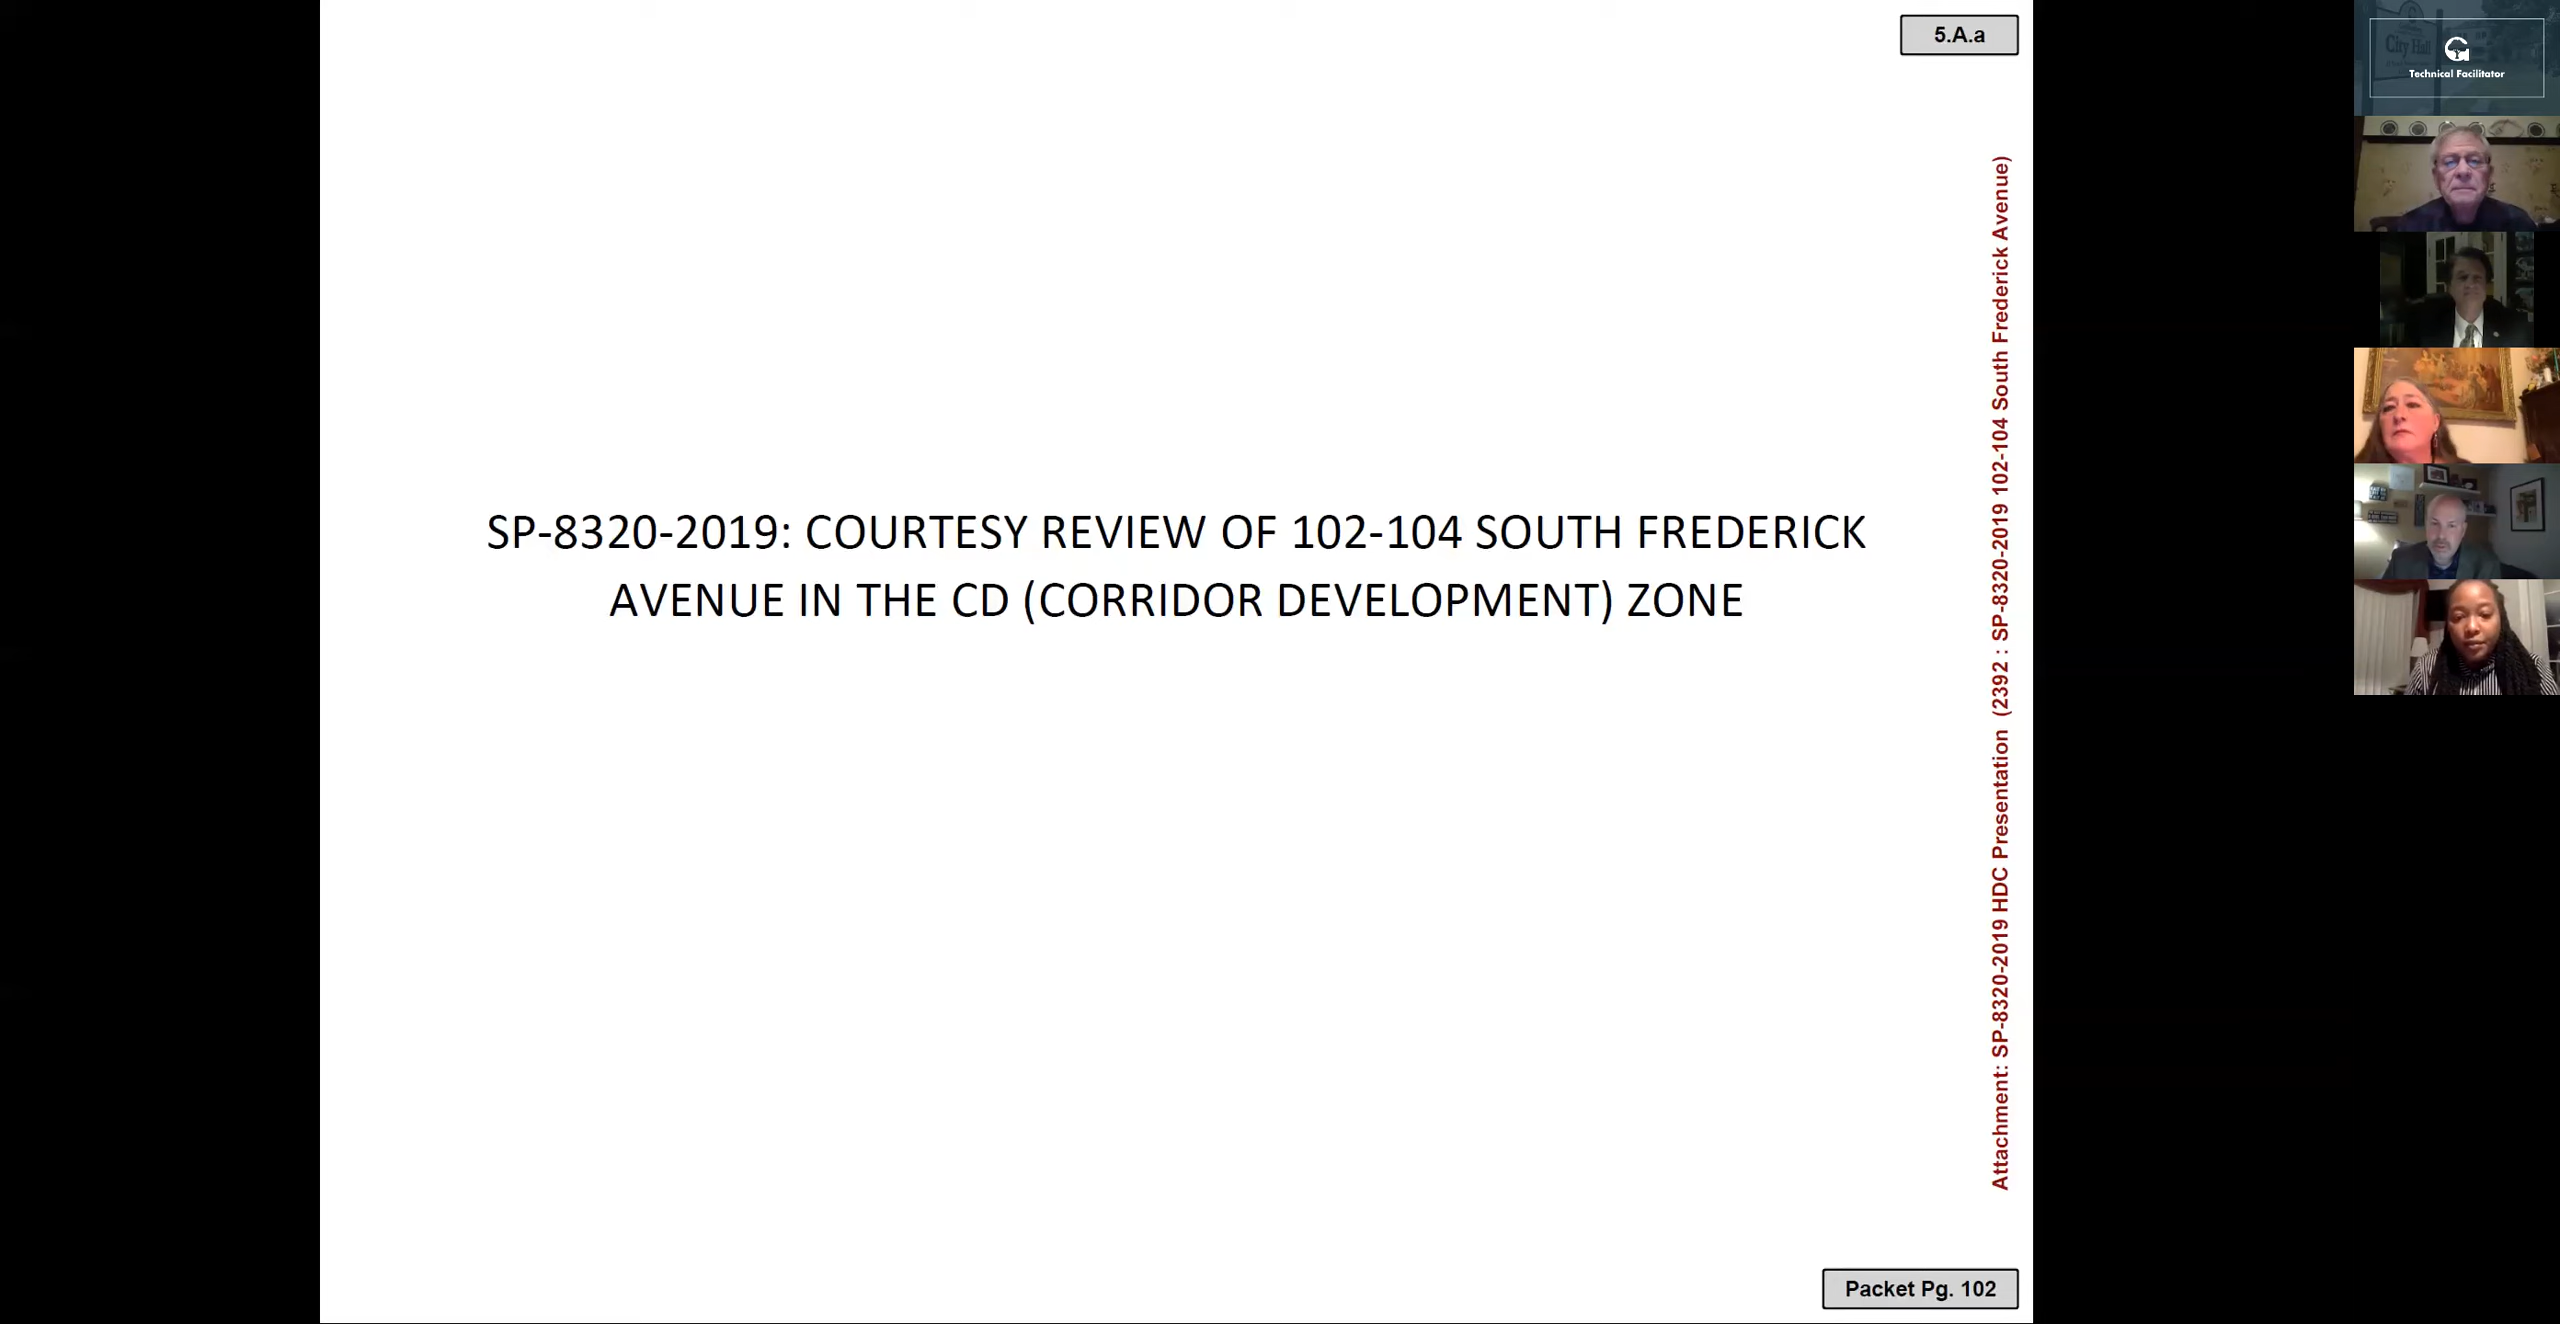 5.A.a
SP-8320-2019: COURTESY REVIEW OF 102-104 SOUTH FREDERICK
AVENUE IN THE CD (CORRIDOR DEVELOPMENT) ZONE
Attachment: SP-8320-2019 HDC Presentation (2392 : SP-8320-2019 102-104 South Frederick Avenue)
Packet Pg. 102
City Hall
Technical Facilitator